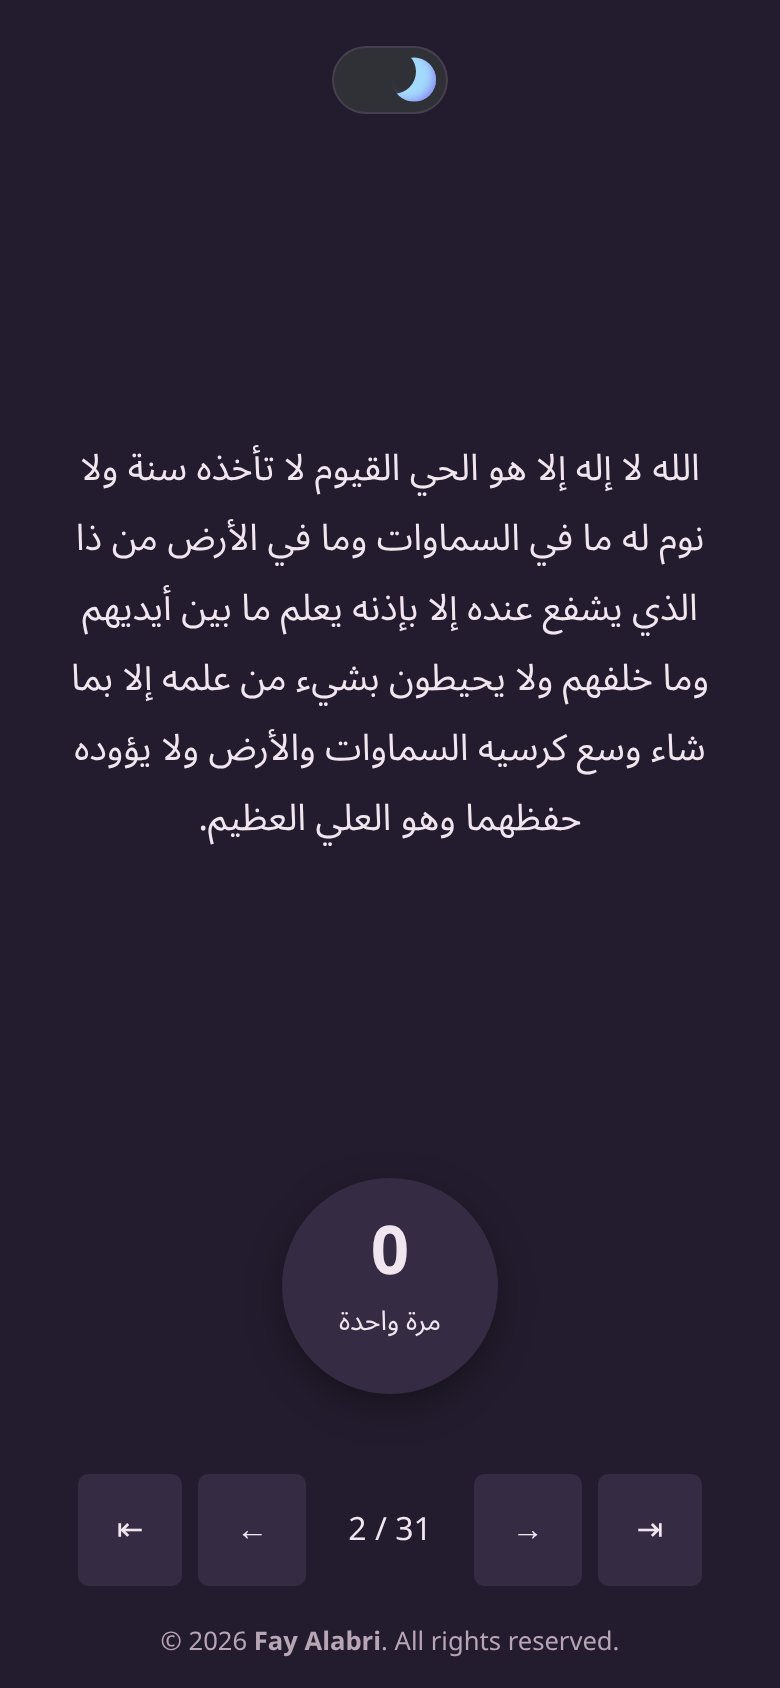 الله لا إله إلا هو الحي القيوم لا تأخذه سنة ولا
نوم له ما في السماوات وما في الأرض من ذا
الذي يشفع عنده إلا بإذنه يعلم ما بين أيديهم
وما خلفهم ولا يحيطون بشيء من علمه إلا بما
شاء وسع كرسيه السماوات والأرض ولا يؤوده
حفظهما وهو العلي العظيم.
0
مرة واحدة
⇤ ← 2 / 31 → ⇥
© 2026 Fay Alabri. All rights reserved.